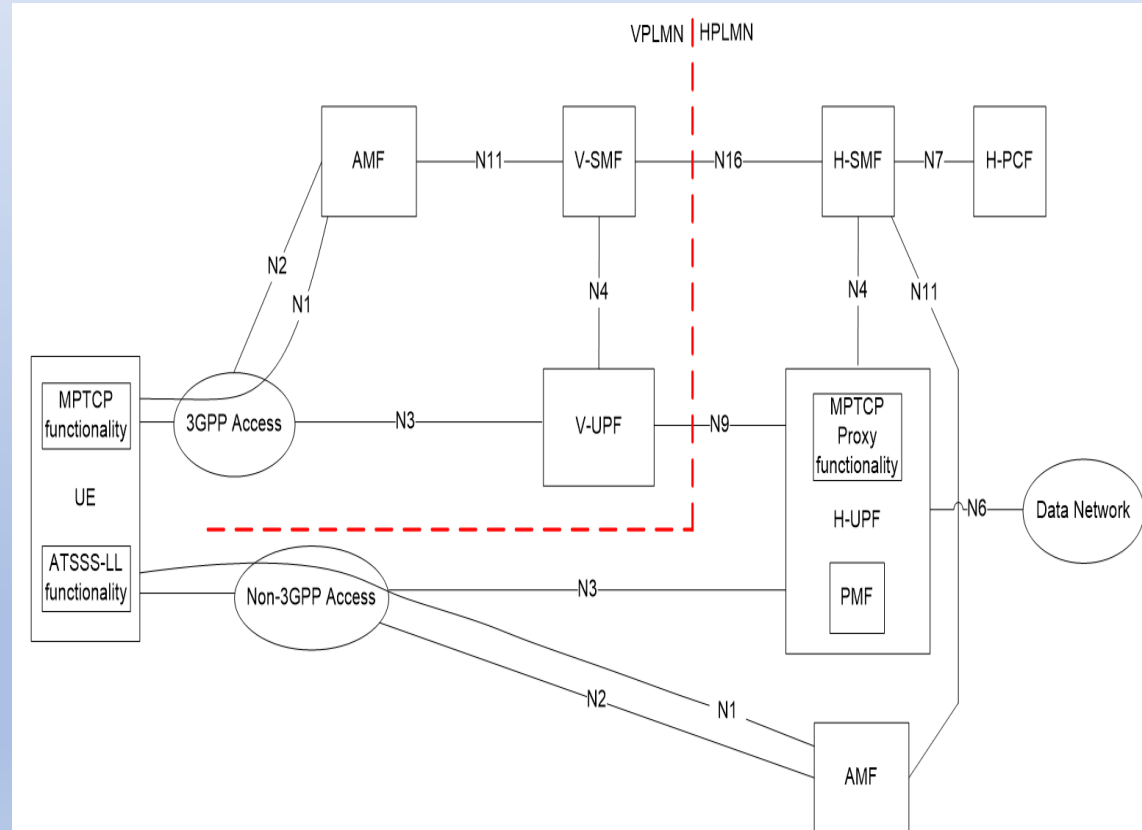 VPLMN
HPLMN
AMF
N11
V-SMF
N16
H-SMF
N7
H-PCF
N2
N1
N4
N4
N11
MPTCP
functionality
3GPP Access
N3
V-UPF
N9
MPTCP
Proxy
functionality
UE
H-UPF
N6
Data Network
ATSSS-LL
functionality
Non-3GPP Access
N3
PMF
N2
N1
AMF